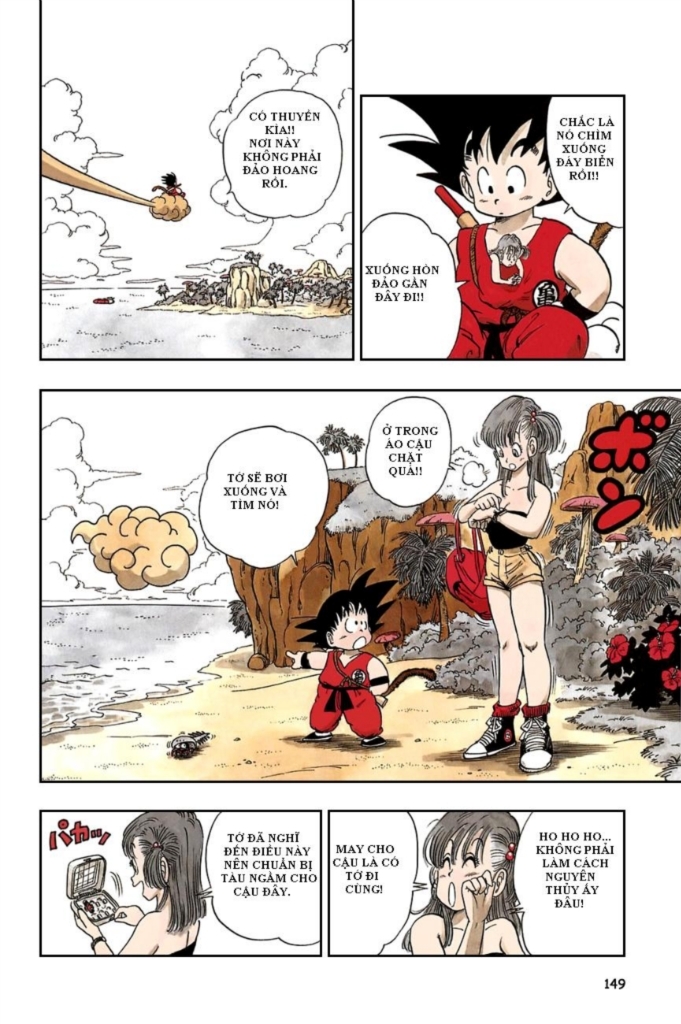 CHẮC LÀ
NÓ CHÌM
XUỐNG
ĐÁY BIỂN
RỒI!!
XUỐNG HÒN
ĐẢO GẦN
ĐÂY ĐI!!
CÓ THUYỀN
KÌA!!
NƠI NÀY
KHÔNG PHẢI
ĐẢO HOANG
RỒI.
ボン
Ở TRONG
ÁO CẬU
CHẬT
QUÁ!!
TỚ SẼ BƠI
XUỐNG VÀ
TÌM NÓ!
HO HO HO...
KHÔNG PHẢI
LÀM CÁCH
NGUYÊN
THỦY ẤY
ĐÂU!
MAY CHO
CẬU LÀ CÓ
TỚ ĐI
CÙNG!
TỚ ĐÃ NGHĨ
ĐẾN ĐIỀU NÀY
NÊN CHUẨN BỊ
TÀU NGẦM CHO
CẬU ĐÂY.
パカッ
149